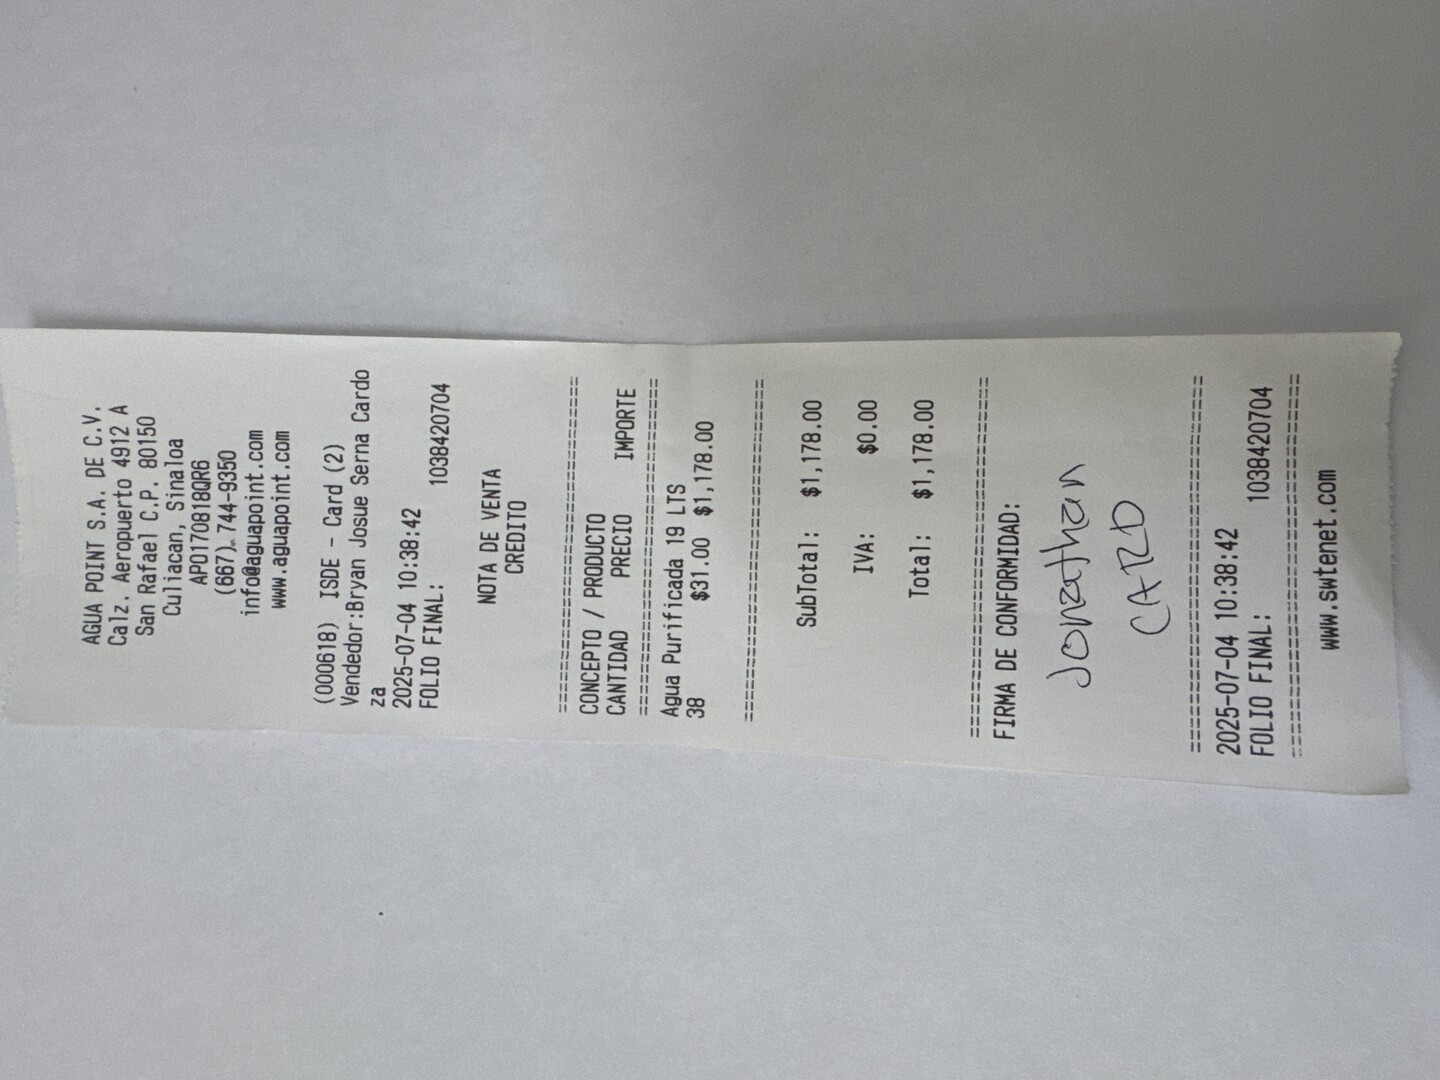 AGUA POINT S.A. DE C.V.
Calz. Aeropuerto 4912 A
San Rafael C.P. 80150
Culiacan, Sinaloa
APO170818QR6
(667) 744-9350
info@aguapoint.com
www.aguapoint.com
(000618) ISDE - Card (2)
Vendedor:Bryan Josue Serna Cardo
za
2025-07-04 10:38:42
FOLIO FINAL: 1038420704
NOTA DE VENTA
CREDITO
================================
CONCEPTO / PRODUCTO
CANTIDAD PRECIO IMPORTE
================================
Agua Purificada 19 LTS
38 $31.00 $1,178.00
================================
SubTotal: $1,178.00
IVA: $0.00
Total: $1,178.00
================================
FIRMA DE CONFORMIDAD:
Jonathan
CARD
================================
2025-07-04 10:38:42
FOLIO FINAL: 1038420704
================================
www.swtenet.com